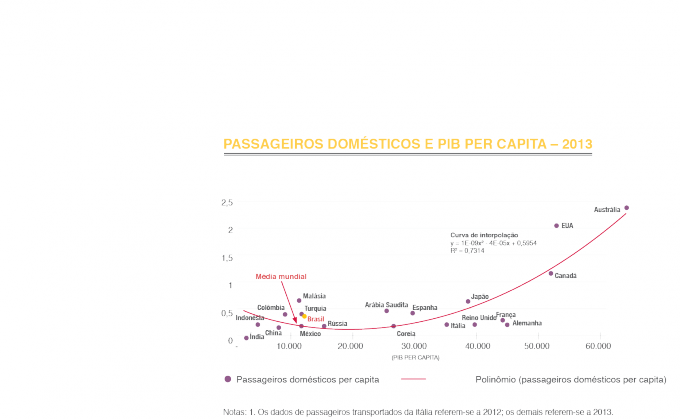 PASSAGEIROS DOMÉSTICOS E PIB PER CAPITA – 2013
2,5
Austrália
2
EUA
Curva de interpolação
y = 1E-09x² - 4E-05x + 0,5954
R² = 0,7314
1,5
Canadá
Media mundial
1
Malásia
Japão
Colômbia
Turquia
Arábia Saudita
Espanha
0,5
Indonésia
Brasil
Reino Unido
França
Rússia
Itália
Alemanha
China
México
Coreia
India
0
-
10.000
20.000
30.000
40.000
50.000
60.000
(PIB PER CAPITA)
Passageiros domésticos per capita
Polinômio (passageiros domésticos per capita)
Notas: 1. Os dados de passageiros transportados da itália referem-se a 2012; os demais referem-se a 2013.